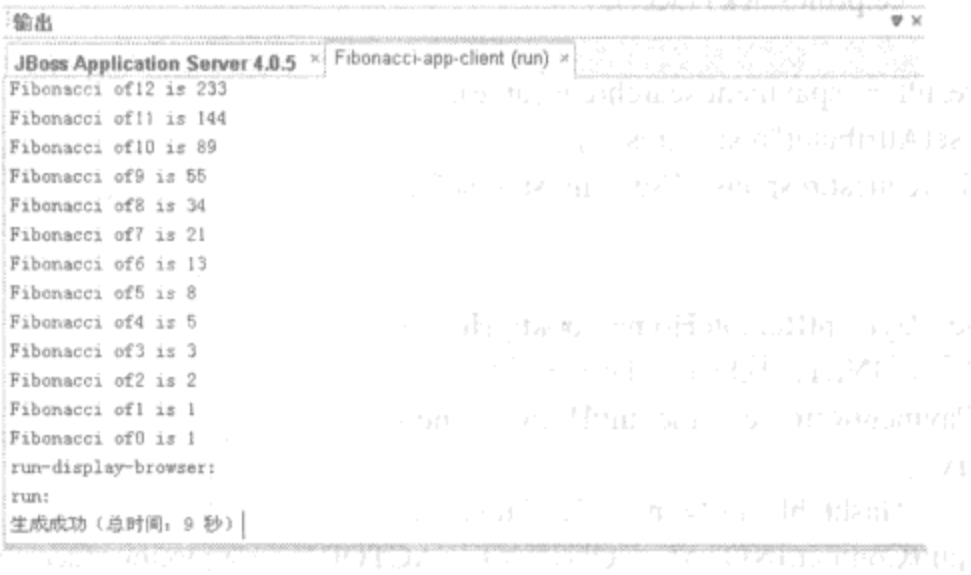 输出
JBoss Application Server 4.0.5 × Fibonacci-app-client (run) ×
Fibonacci of12 is 233
Fibonacci of11 is 144
Fibonacci of10 is 89
Fibonacci of9 is 55
Fibonacci of8 is 34
Fibonacci of7 is 21
Fibonacci of6 is 13
Fibonacci of5 is 8
Fibonacci of4 is 5
Fibonacci of3 is 3
Fibonacci of2 is 2
Fibonacci of1 is 1
Fibonacci of0 is 1
run-display-browser:
run:
生成成功（总时间：9 秒）